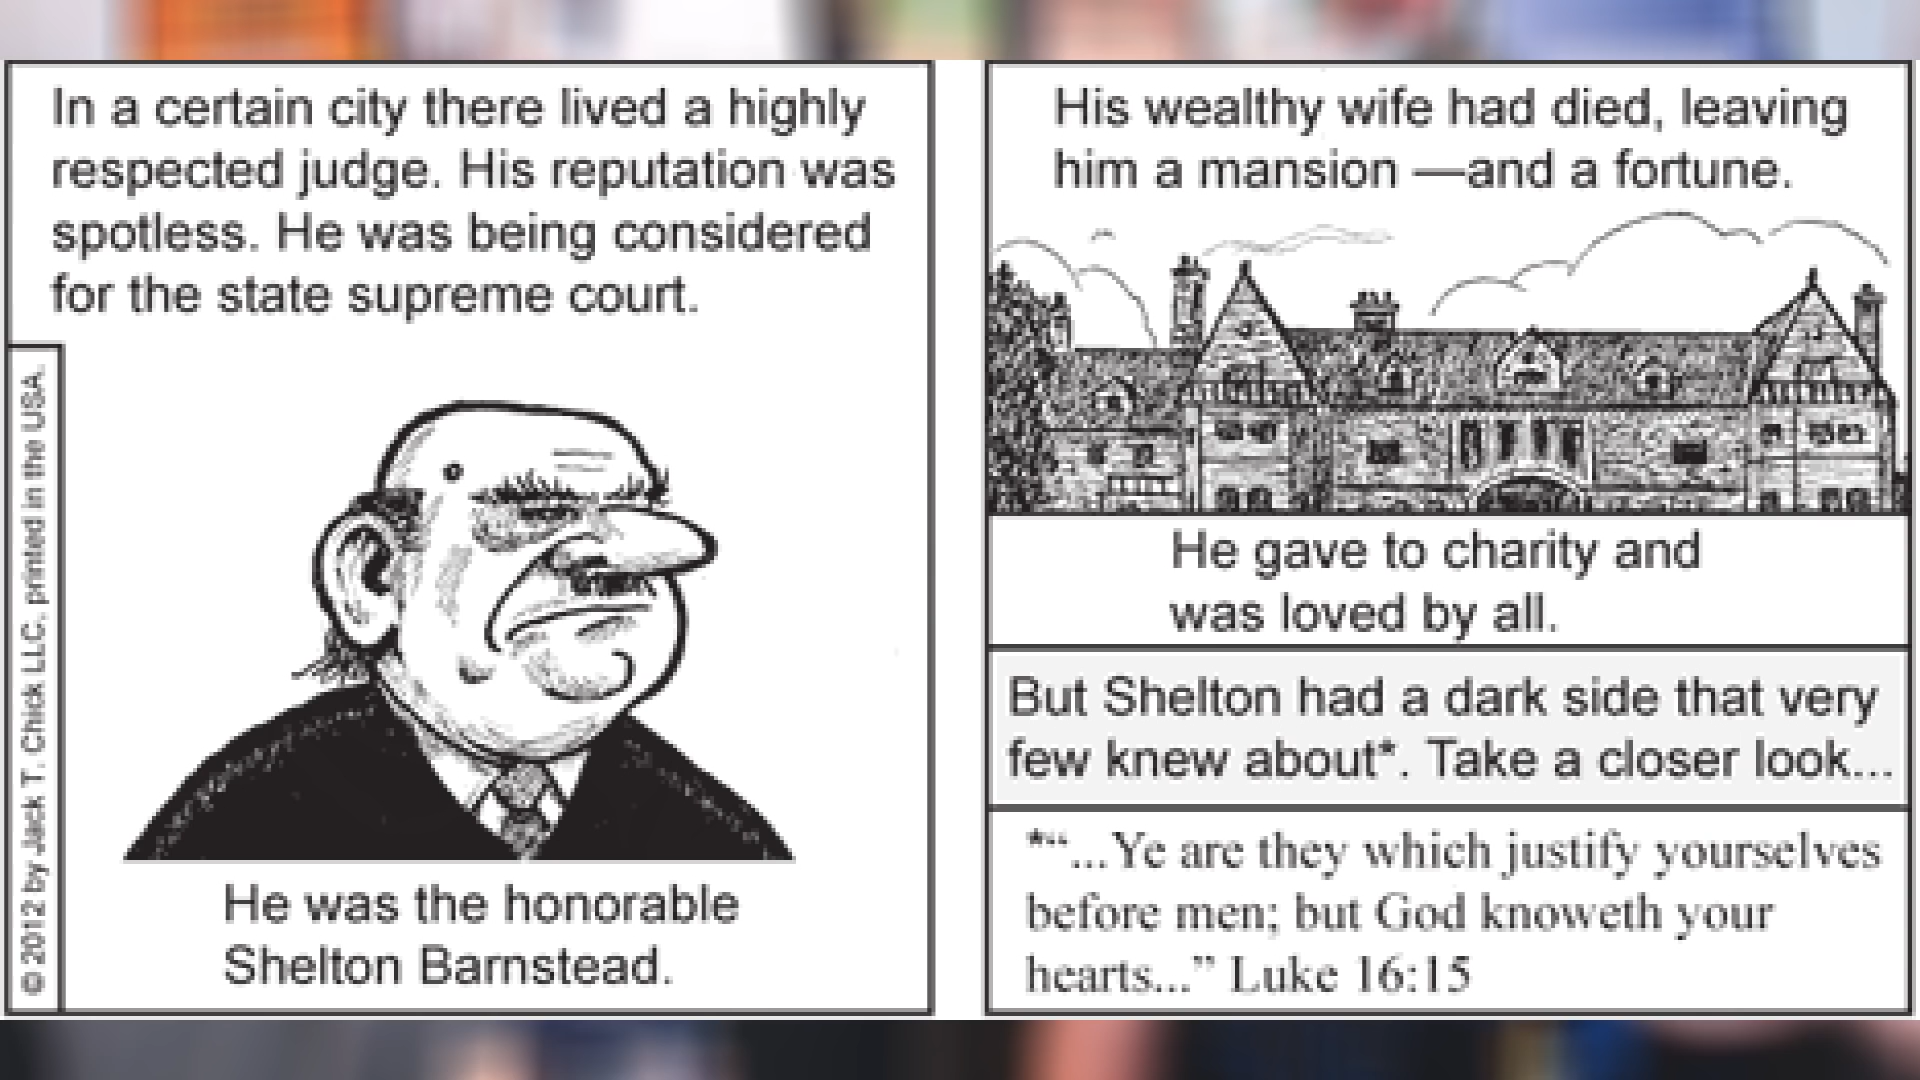 In a certain city there lived a highly
respected judge. His reputation was
spotless. He was being considered
for the state supreme court.
© 2012 by Jack T. Chick LLC, printed in the USA.
He was the honorable
Shelton Barnstead.
His wealthy wife had died, leaving
him a mansion —and a fortune.
He gave to charity and
was loved by all.
But Shelton had a dark side that very
few knew about*. Take a closer look...
*“...Ye are they which justify yourselves
before men; but God knoweth your
hearts...” Luke 16:15